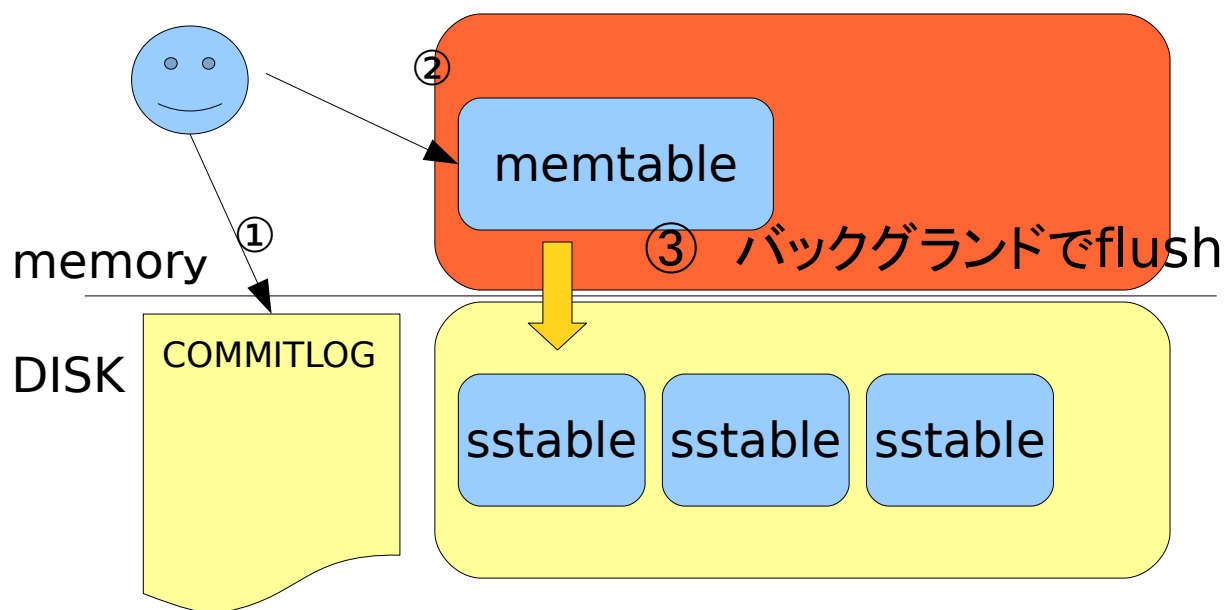 ②
memtable
①
③ バックグランドでflush
memory
COMMITLOG
DISK
sstable sstable sstable